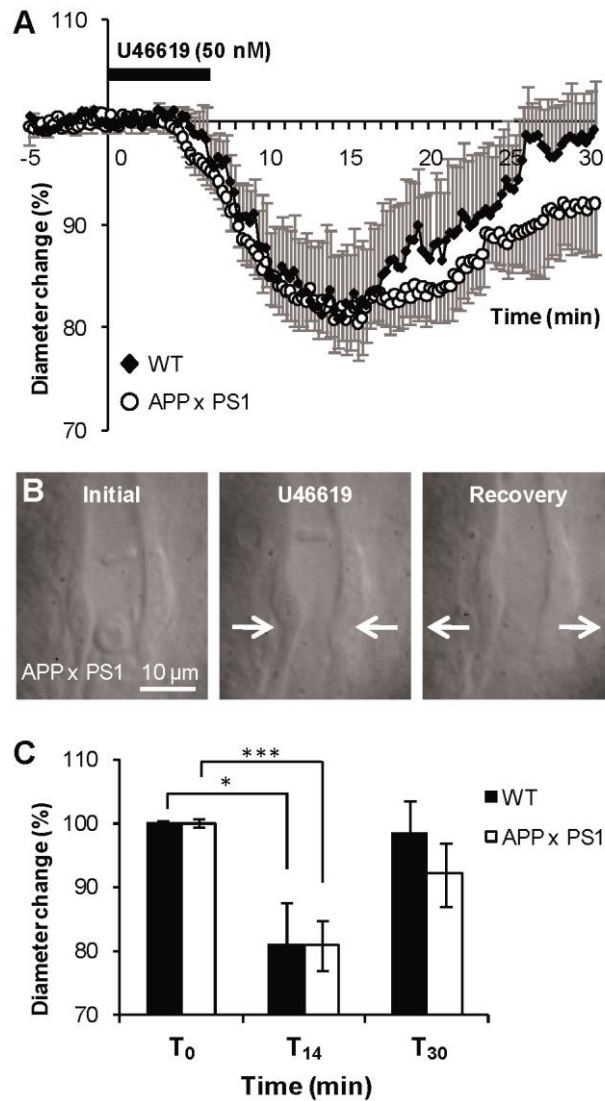 A
110
U46619 (50 nM)
-5 0 5 10 15 20 25 30
90
80
70
Diameter change (%)
Time (min)
WT
APP x PS1
B
Initial
U46619
Recovery
APP x PS1
10 µm
C
***
*
WT
APP x PS1
110
100
90
80
70
Diameter change (%)
T0 T14 T30
Time (min)